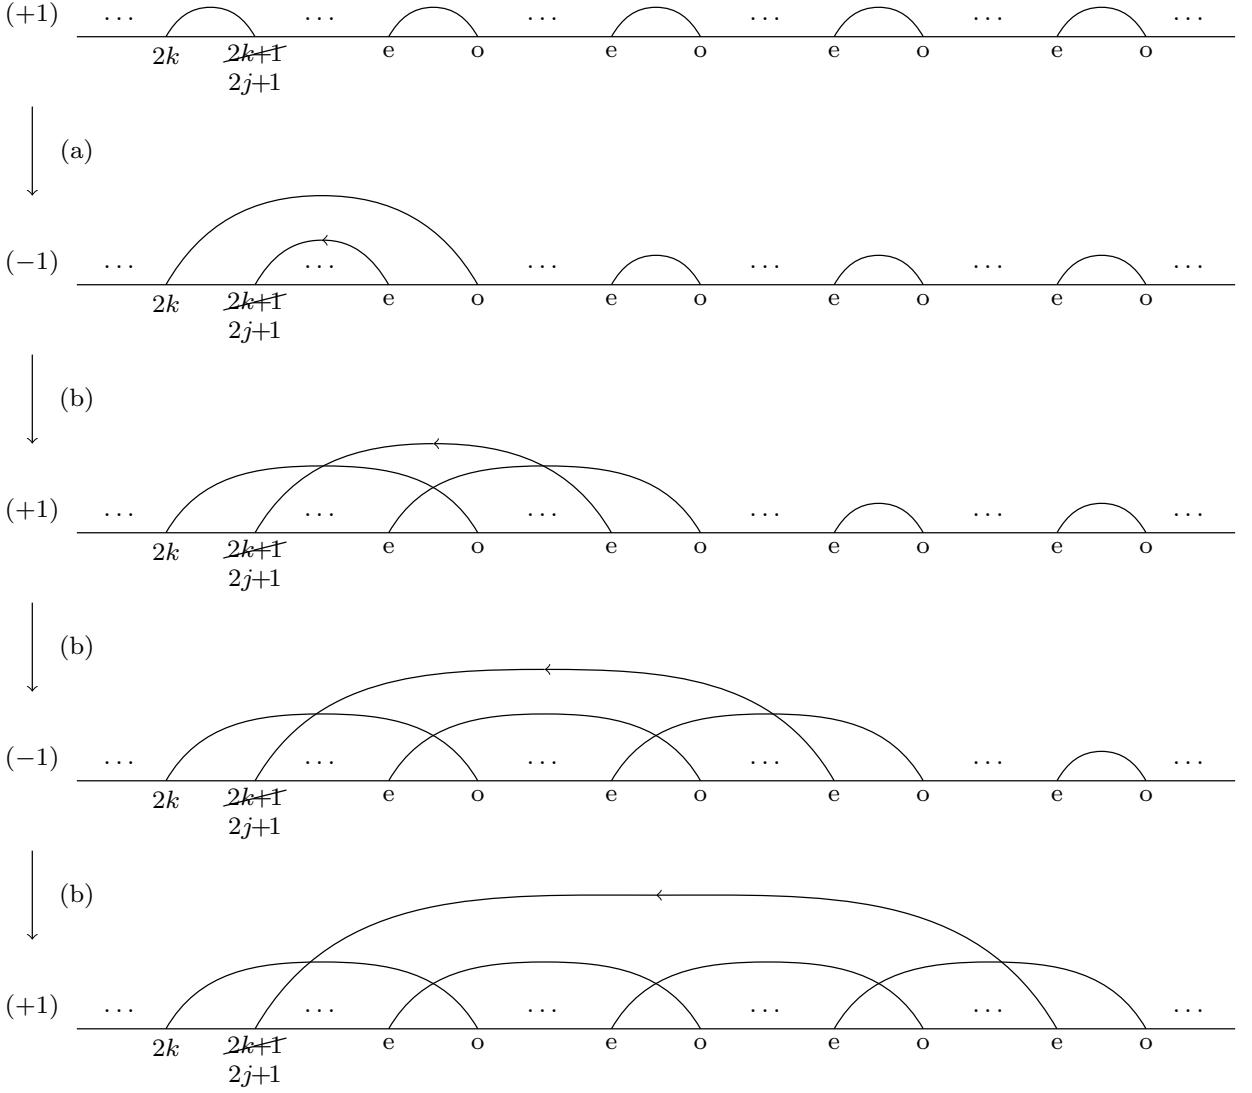 (+1) ... ... ... ... ... ...
2k 2k+1 e o e o e o e o
2j+1
(a)
(−1) ... ... ... ... ... ...
2k 2k+1 e o e o e o e o
2j+1
(b)
(+1) ... ... ... ... ... ...
2k 2k+1 e o e o e o e o
2j+1
(b)
(−1) ... ... ... ... ... ...
2k 2k+1 e o e o e o e o
2j+1
(b)
(+1) ... ... ... ... ... ...
2k 2k+1 e o e o e o e o
2j+1